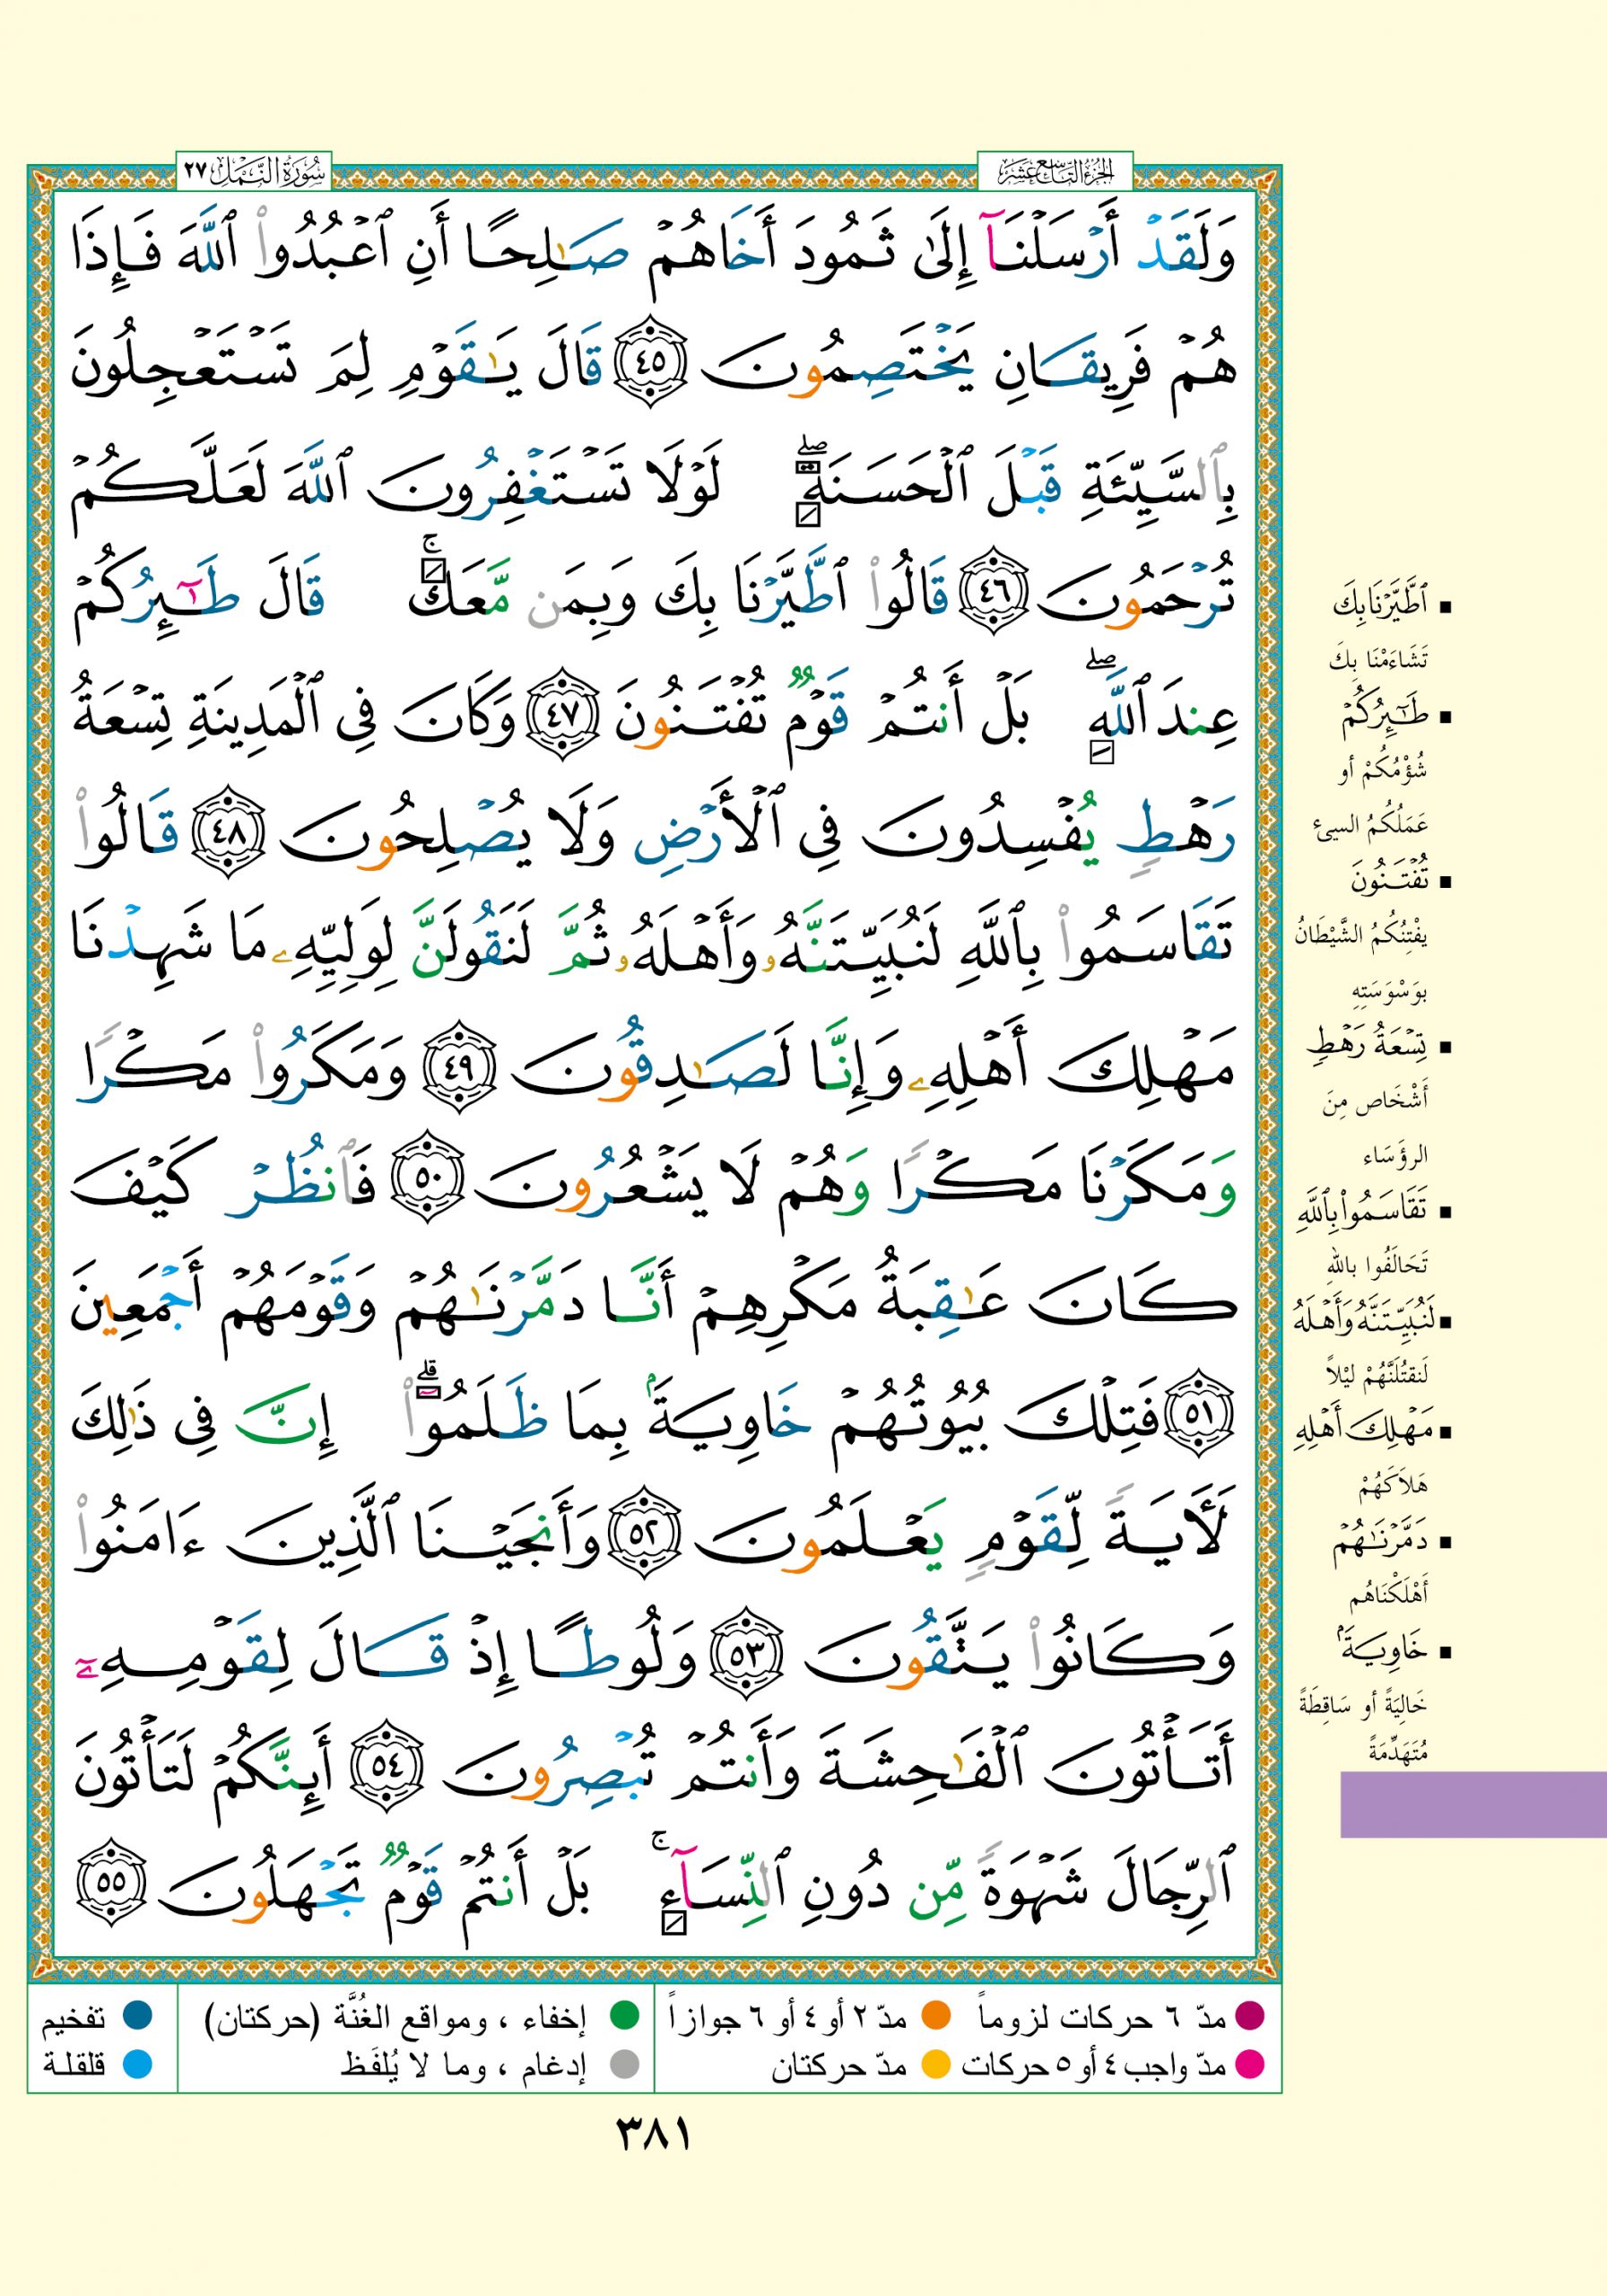 الجزء التاسع عشر
سورة النمل ٢٧
وَلَقَدْ أَرْسَلْنَآ إِلَىٰ ثَمُودَ أَخَاهُمْ صَٰلِحًا أَنِ ٱعْبُدُوا۟ ٱللَّهَ فَإِذَا
هُمْ فَرِيقَانِ يَخْتَصِمُونَ ٤٥ قَالَ يَٰقَوْمِ لِمَ تَسْتَعْجِلُونَ
بِٱلسَّيِّئَةِ قَبْلَ ٱلْحَسَنَةِ ۖ لَوْلَا تَسْتَغْفِرُونَ ٱللَّهَ لَعَلَّكُمْ
تُرْحَمُونَ ٤٦ قَالُوا۟ ٱطَّيَّرْنَا بِكَ وَبِمَن مَّعَكَ ۚ قَالَ طَٰٓئِرُكُمْ
عِندَ ٱللَّهِ ۖ بَلْ أَنتُمْ قَوْمٌ تُفْتَنُونَ ٤٧ وَكَانَ فِى ٱلْمَدِينَةِ تِسْعَةُ
رَهْطٍ يُفْسِدُونَ فِى ٱلْأَرْضِ وَلَا يُصْلِحُونَ ٤٨ قَالُوا۟
تَقَاسَمُوا۟ بِٱللَّهِ لَنُبَيِّتَنَّهُۥ وَأَهْلَهُۥ ثُمَّ لَنَقُولَنَّ لِوَلِيِّهِۦ مَا شَهِدْنَا
مَهْلِكَ أَهْلِهِۦ وَإِنَّا لَصَٰدِقُونَ ٤٩ وَمَكَرُوا۟ مَكْرًا
وَمَكَرْنَا مَكْرًا وَهُمْ لَا يَشْعُرُونَ ٥٠ فَٱنظُرْ كَيْفَ
كَانَ عَٰقِبَةُ مَكْرِهِمْ أَنَّا دَمَّرْنَٰهُمْ وَقَوْمَهُمْ أَجْمَعِينَ
٥١ فَتِلْكَ بُيُوتُهُمْ خَاوِيَةًۢ بِمَا ظَلَمُوٓا۟ ۗ إِنَّ فِى ذَٰلِكَ
لَءَايَةً لِّقَوْمٍ يَعْلَمُونَ ٥٢ وَأَنجَيْنَا ٱلَّذِينَ ءَامَنُوا۟
وَكَانُوا۟ يَتَّقُونَ ٥٣ وَلُوطًا إِذْ قَالَ لِقَوْمِهِۦٓ
أَتَأْتُونَ ٱلْفَٰحِشَةَ وَأَنتُمْ تُبْصِرُونَ ٥٤ أَئِنَّكُمْ لَتَأْتُونَ
ٱلرِّجَالَ شَهْوَةً مِّن دُونِ ٱلنِّسَآءِ ۚ بَلْ أَنتُمْ قَوْمٌ تَجْهَلُونَ ٥٥
▪ ٱطَّيَّرْنَا بِكَ
تَشَاءَمْنَا بِكَ
▪ طَٰٓئِرُكُمْ
شُؤْمُكُمْ أو
عَمَلُكُمُ السيئ
▪ تُفْتَنُونَ
يفْتِنُكُمُ الشَّيْطَانُ
بوَسْوَسَتِهِ
▪ تِسْعَةُ رَهْطٍ
أَشْخَاص مِنَ
الرؤَسَاء
▪ تَقَاسَمُوا۟ بِٱللَّهِ
تَحَالَفُوا باللهِ
▪ لَنُبَيِّتَنَّهُ وَأَهْلَهُ
لَنقتُلَنَّهُمْ ليْلاً
▪ مَهْلِكَ أَهْلِهِ
هَلاَكَهُمْ
▪ دَمَّرْنَٰهُمْ
أَهْلَكْنَاهُم
▪ خَاوِيَةًۢ
خَالِيَةً أو سَاقِطَةً
مُتَهَدِّمَةً
مدّ ٦ حركات لزوماً مدّ ٢ أو ٤ أو ٦ جوازاً إخفاء ، ومواقع الغُنَّة (حركتان) تفخيم
مدّ واجب ٤ أو ٥ حركات مدّ حركتان إدغام ، وما لا يُلفَظ قلقلة
٣٨١